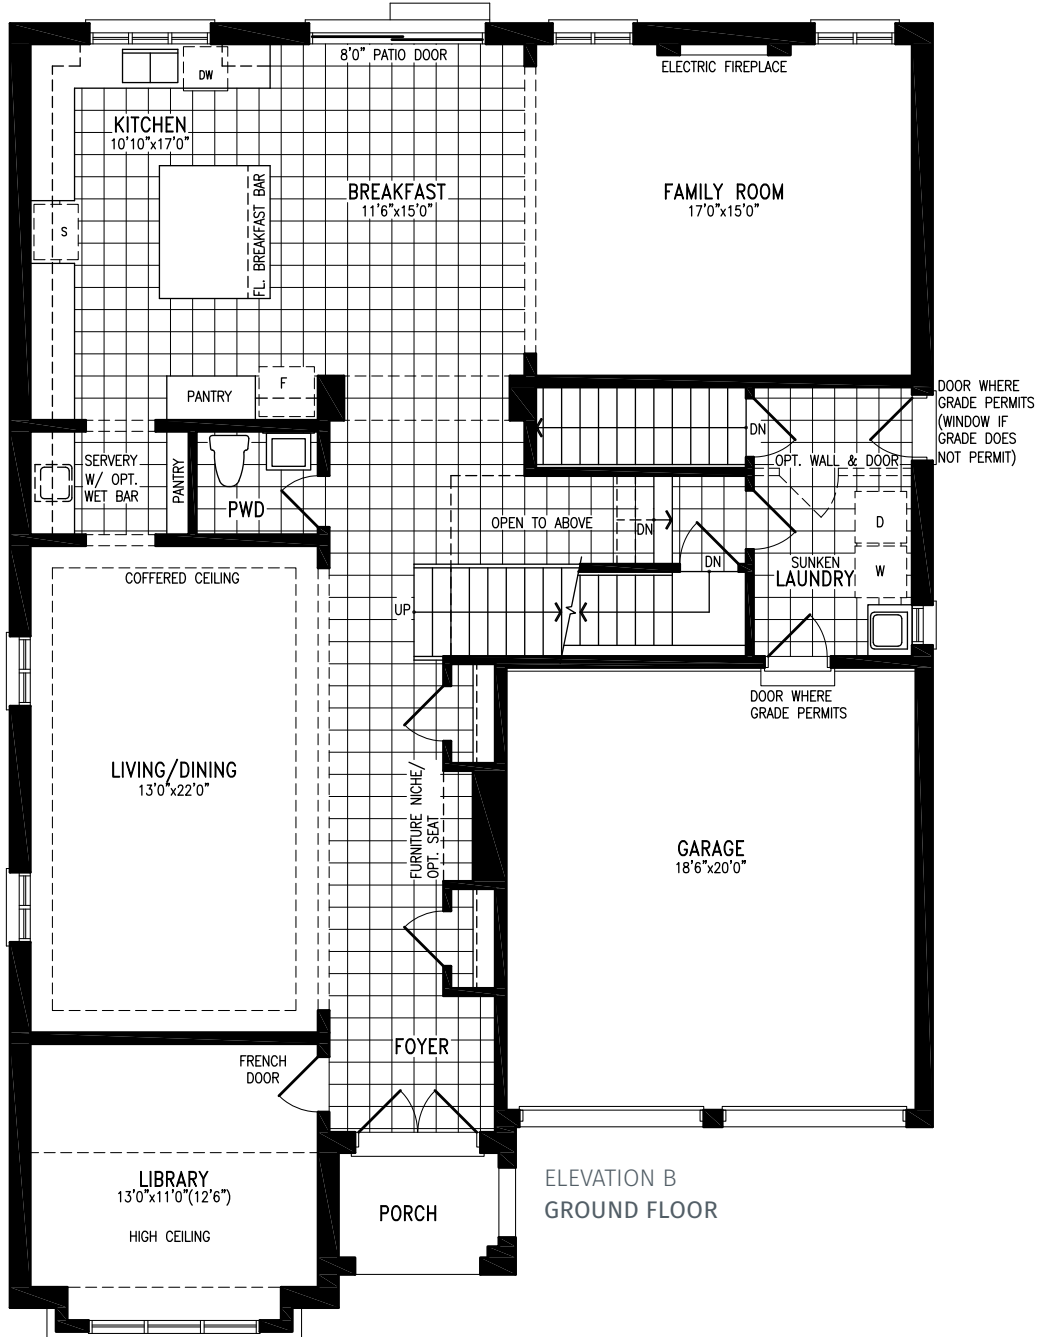 8'0" PATIO DOOR
ELECTRIC FIREPLACE
DW
KITCHEN
10'10"x17'0"
BREAKFAST
11'6"x15'0"
FAMILY ROOM
17'0"x15'0"
S
FL. BREAKFAST BAR
PANTRY
F
DOOR WHERE
GRADE PERMITS
(WINDOW IF
GRADE DOES
NOT PERMIT)
DN
OPT. WALL & DOOR
SERVERY
W/ OPT.
WET BAR
PANTRY
PWD
OPEN TO ABOVE
DN
DN
D
W
SUNKEN
LAUNDRY
COFFERED CEILING
UP
DOOR WHERE
GRADE PERMITS
LIVING/DINING
13'0"x22'0"
FURNITURE NICHE/
OPT. SEAT
GARAGE
18'6"x20'0"
FOYER
FRENCH
DOOR
LIBRARY
13'0"x11'0"(12'6")
HIGH CEILING
PORCH
ELEVATION B
GROUND FLOOR